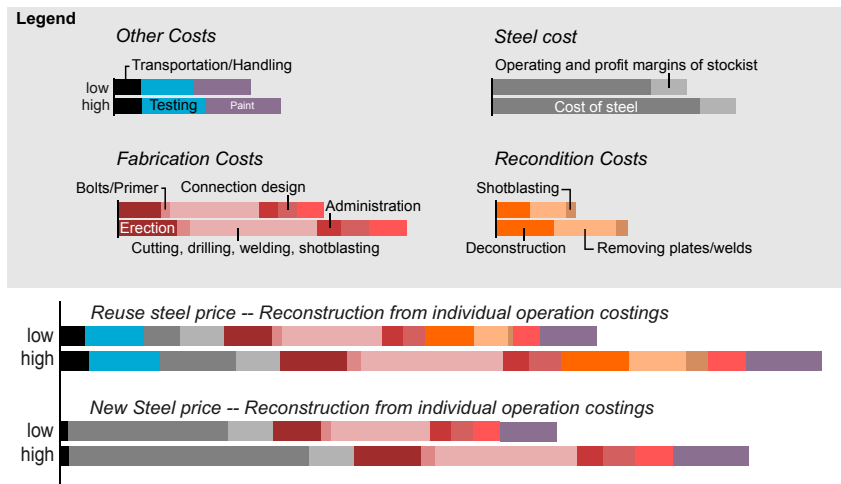 Legend
Other Costs
Transportation/Handling
low
high
Testing
Paint
Steel cost
Operating and profit margins of stockist
Cost of steel
Fabrication Costs
Bolts/Primer
Connection design
Administration
Erection
Cutting, drilling, welding, shotblasting
Recondition Costs
Shotblasting
Deconstruction
Removing plates/welds
Reuse steel price -- Reconstruction from individual operation costings
low
high
New Steel price -- Reconstruction from individual operation costings
low
high